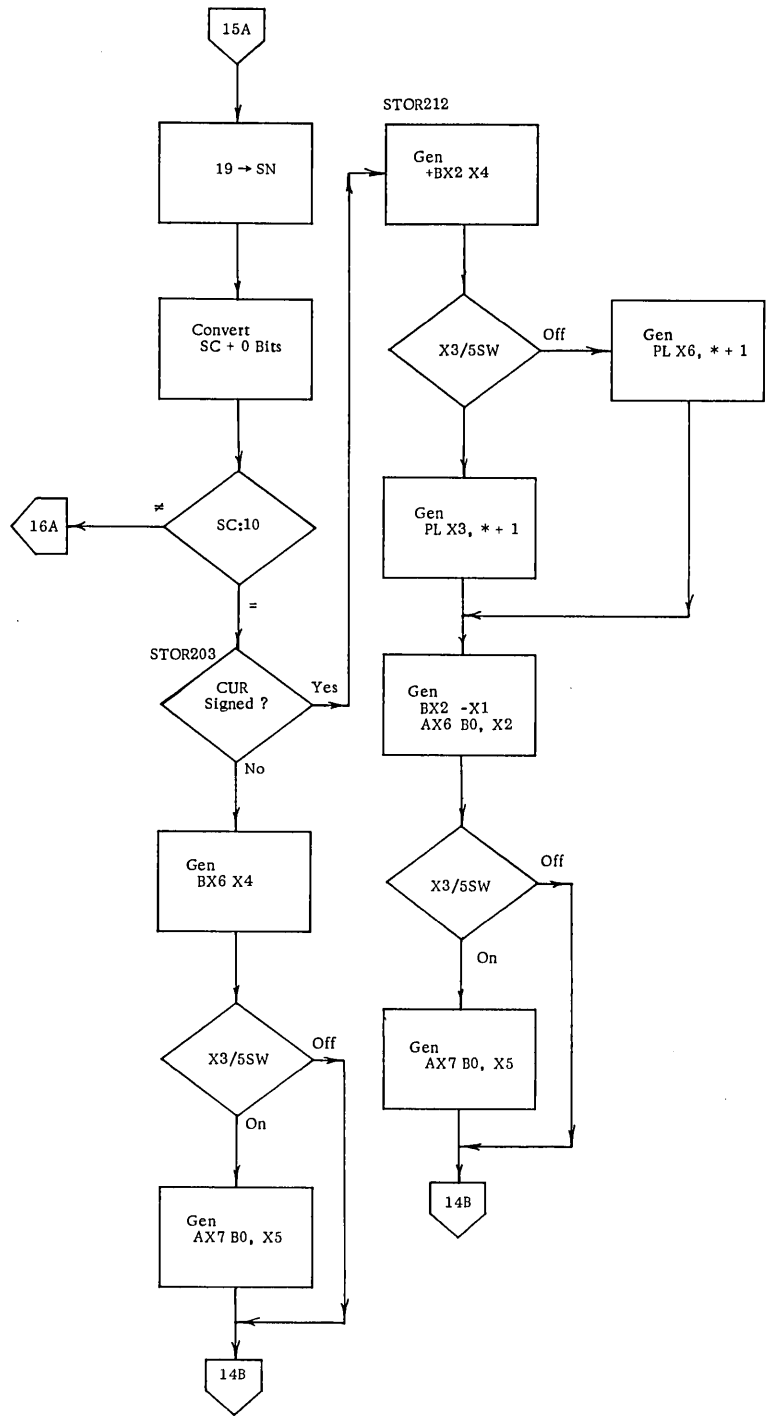 15A
19 → SN
Convert
SC + 0 Bits
SC:10
≠
16A
=
STOR203
CUR
Signed ?
Yes
No
Gen
BX6 X4
X3/5SW
Off
On
Gen
AX7 B0, X5
14B
STOR212
Gen
+BX2 X4
X3/5SW
Off
Gen
PL X6, * + 1
Gen
PL X3, * + 1
Gen
BX2 -X1
AX6 B0, X2
X3/5SW
Off
On
Gen
AX7 B0, X5
14B